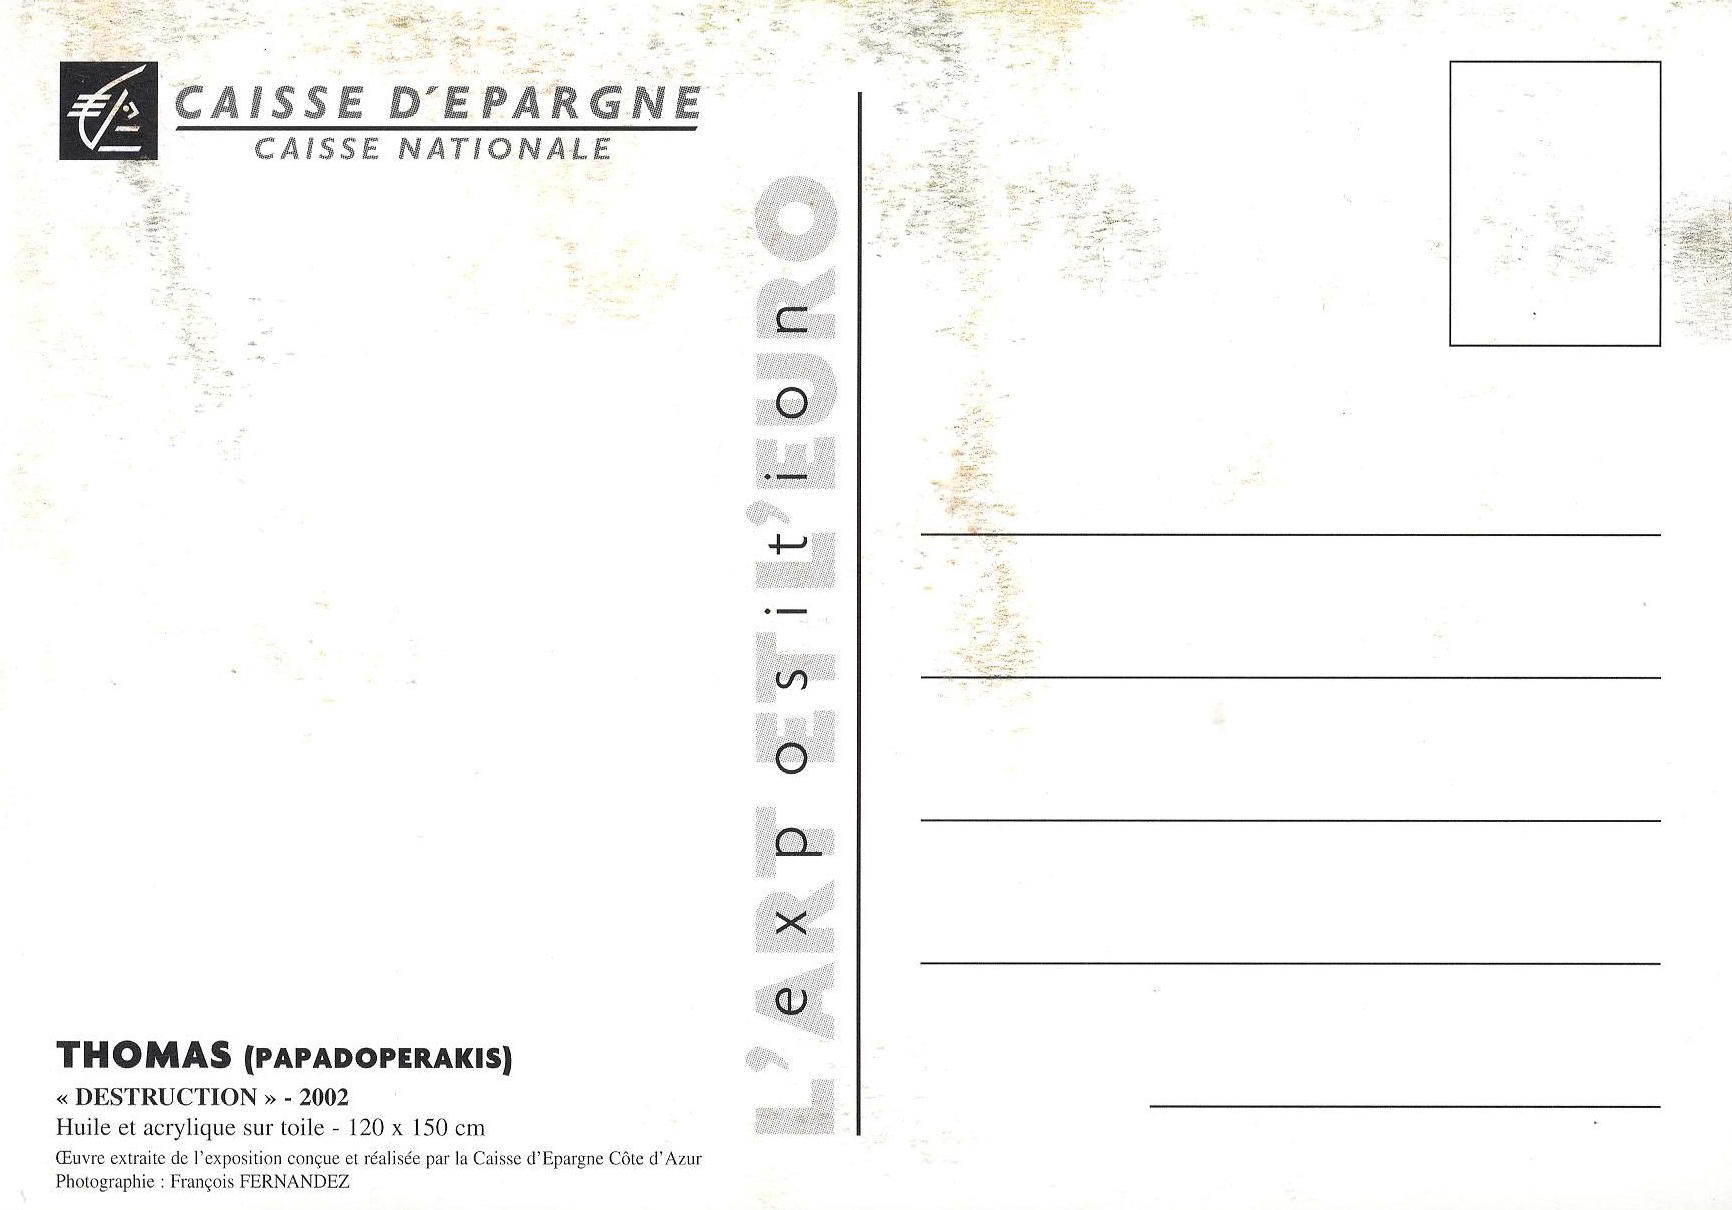 CAISSE D'EPARGNE
CAISSE NATIONALE
L'ART ET L'EURO
exposition
THOMAS (PAPADOPERAKIS)
« DESTRUCTION » - 2002
Huile et acrylique sur toile - 120 x 150 cm
Œuvre extraite de l'exposition conçue et réalisée par la Caisse d'Epargne Côte d'Azur
Photographie : François FERNANDEZ